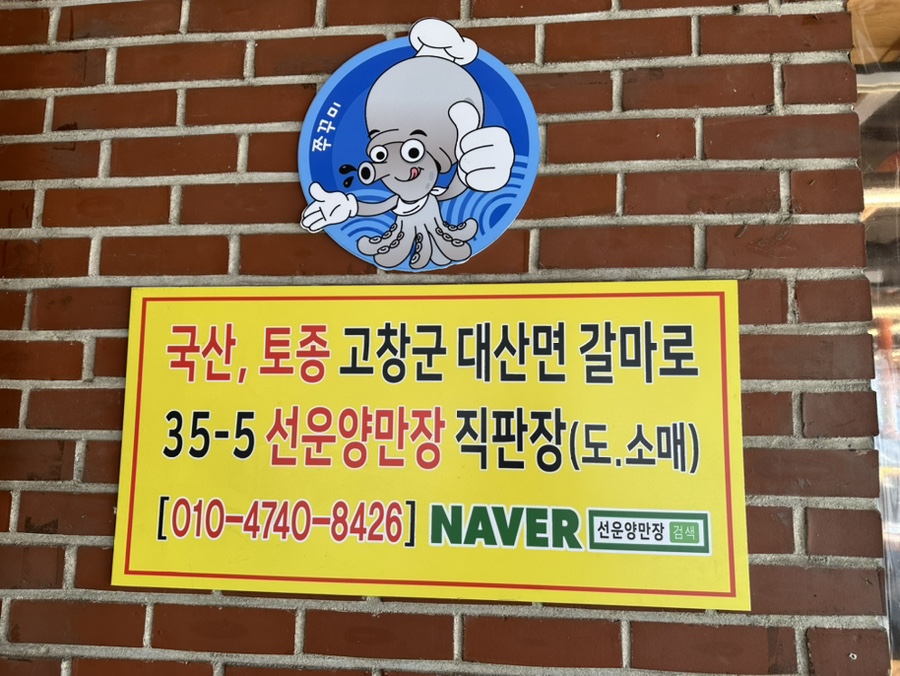 쭈꾸미
국산, 토종 고창군 대산면 갈마로
35-5 선운양만장 직판장(도.소매)
[010-4740-8426] NAVER 선운양만장 검색